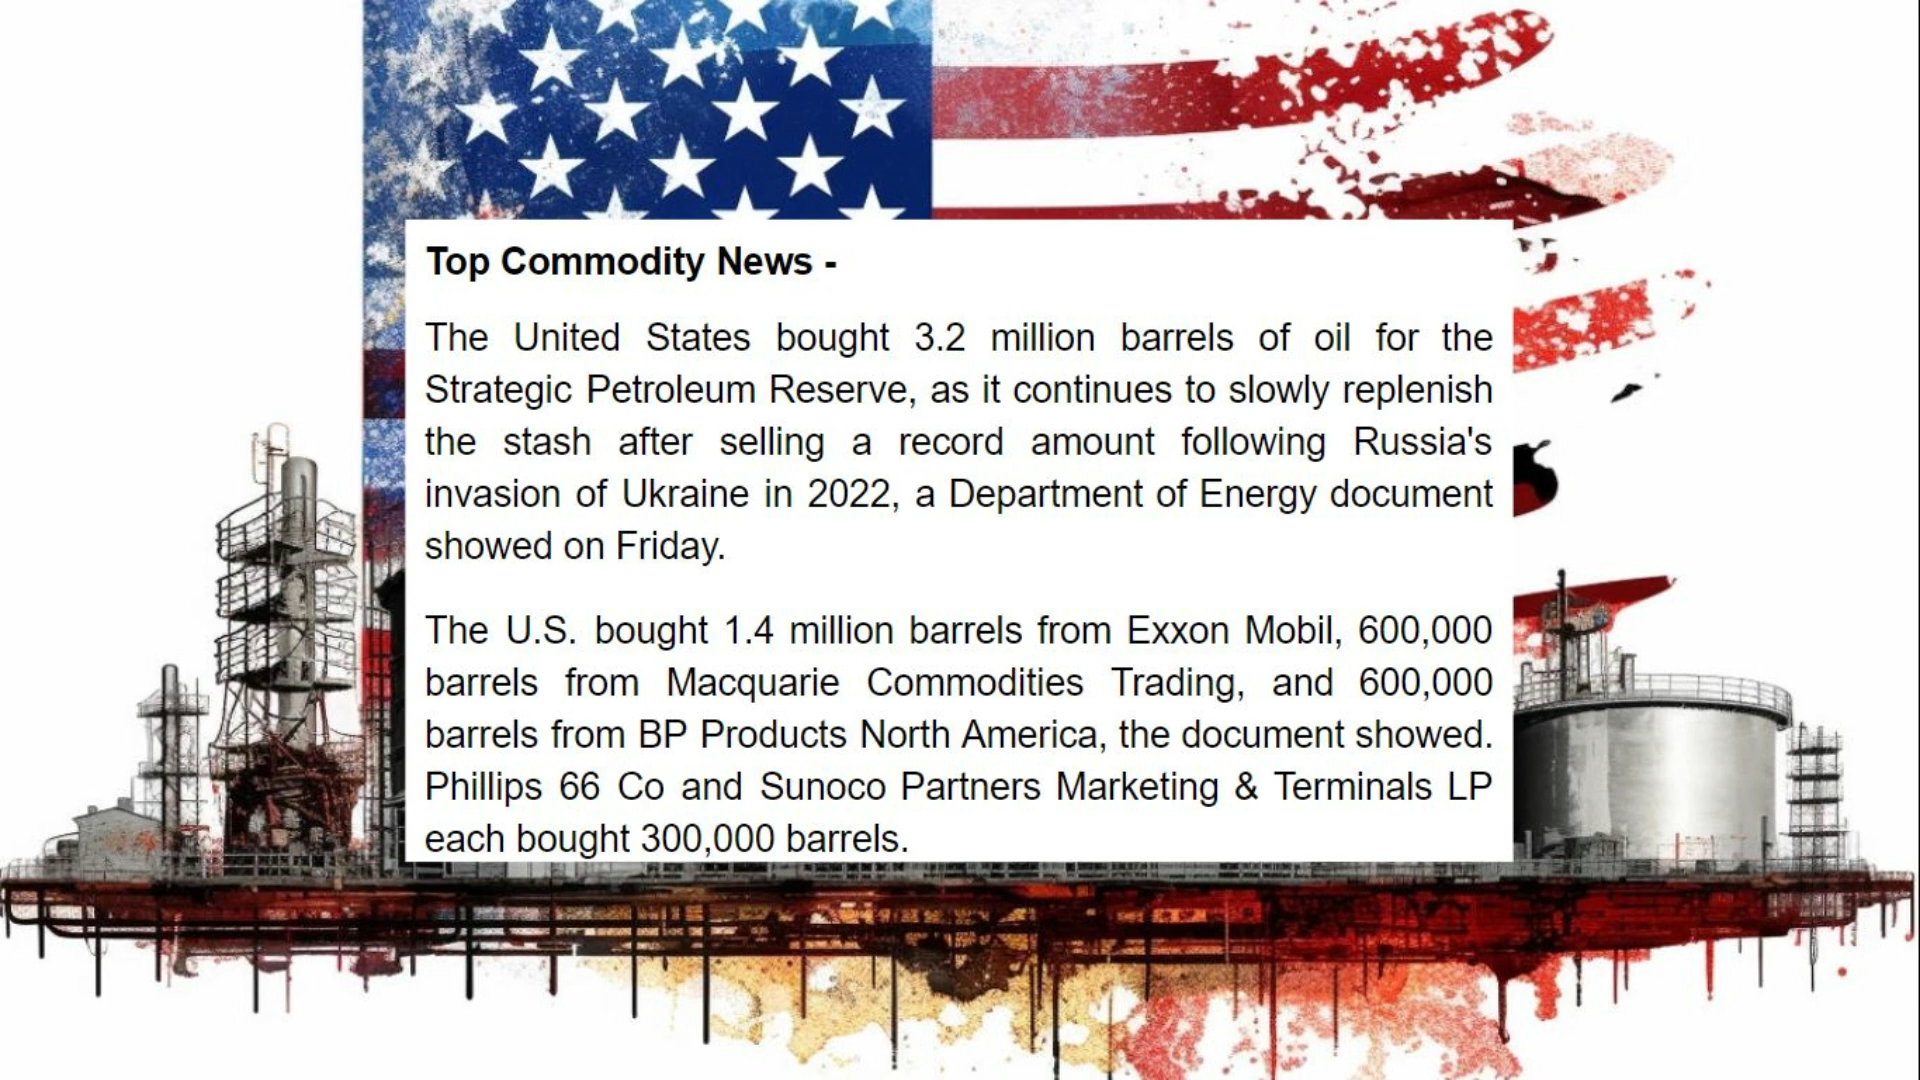 Top Commodity News -
The United States bought 3.2 million barrels of oil for the
Strategic Petroleum Reserve, as it continues to slowly replenish
the stash after selling a record amount following Russia's
invasion of Ukraine in 2022, a Department of Energy document
showed on Friday.
The U.S. bought 1.4 million barrels from Exxon Mobil, 600,000
barrels from Macquarie Commodities Trading, and 600,000
barrels from BP Products North America, the document showed.
Phillips 66 Co and Sunoco Partners Marketing & Terminals LP
each bought 300,000 barrels.